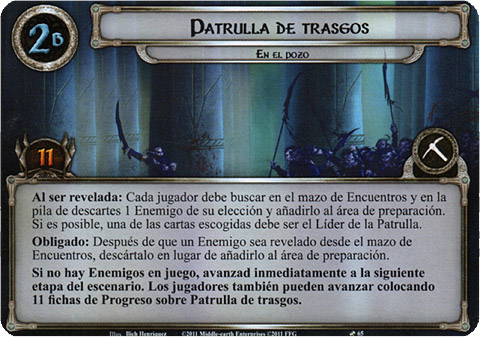 2B
PATRULLA DE TRASGOS
EN EL POZO
11
Al ser revelada: Cada jugador debe buscar en el mazo de Encuentros y en la
pila de descartes 1 Enemigo de su elección y añadirlo al área de preparación.
Si es posible, una de las cartas escogidas debe ser el Líder de la Patrulla.
Obligado: Después de que un Enemigo sea revelado desde el mazo de
Encuentros, descártalo en lugar de añadirlo al área de preparación.
Si no hay Enemigos en juego, avanzad inmediatamente a la siguiente
etapa del escenario. Los jugadores también pueden avanzar colocando
11 fichas de Progreso sobre Patrulla de trasgos.
Illus. Ilich Henriquez ©2011 Middle-earth Enterprises ©2011 FFG 65